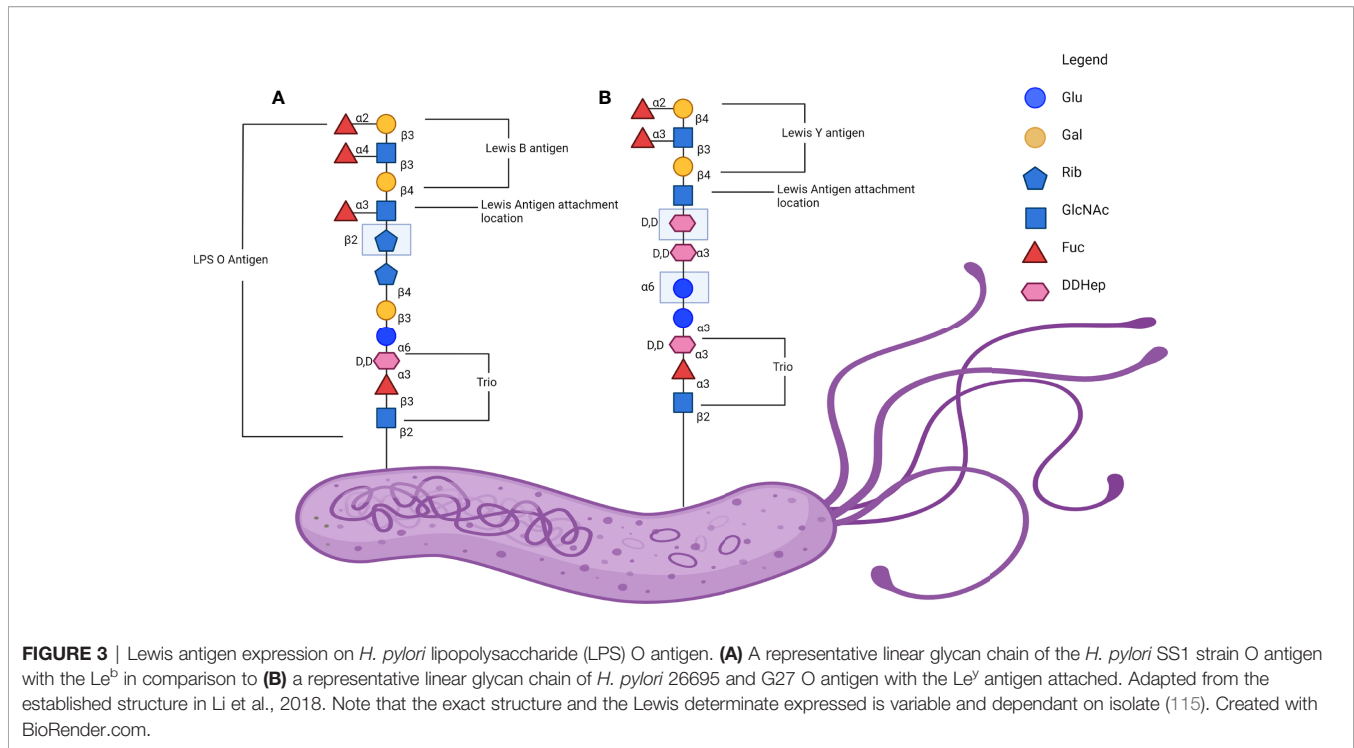 A
α2
β3
α4
β3
Lewis B antigen
β4
α3
Lewis Antigen attachment
location
β2
LPS O Antigen
β4
β3
α6
D,D
α3
Trio
β3
β2
B
α2
β4
α3
β3
Lewis Y antigen
β4
Lewis Antigen attachment
location
D,D
D,D
α3
α6
α3
D,D
α3
Trio
α3
β2
Legend
Glu
Gal
Rib
GlcNAc
Fuc
DDHep
FIGURE 3 | Lewis antigen expression on H. pylori lipopolysaccharide (LPS) O antigen. (A) A representative linear glycan chain of the H. pylori SS1 strain O antigen
with the Leb in comparison to (B) a representative linear glycan chain of H. pylori 26695 and G27 O antigen with the Ley antigen attached. Adapted from the
established structure in Li et al., 2018. Note that the exact structure and the Lewis determinate expressed is variable and dependant on isolate (115). Created with
BioRender.com.